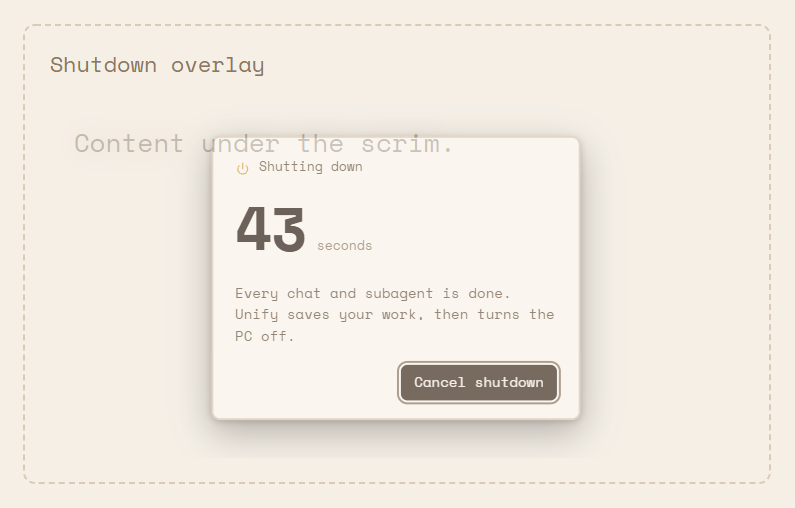 Shutdown overlay
Content under the scrim.
Shutting down
43 seconds
Every chat and subagent is done.
Unify saves your work, then turns the
PC off.
Cancel shutdown